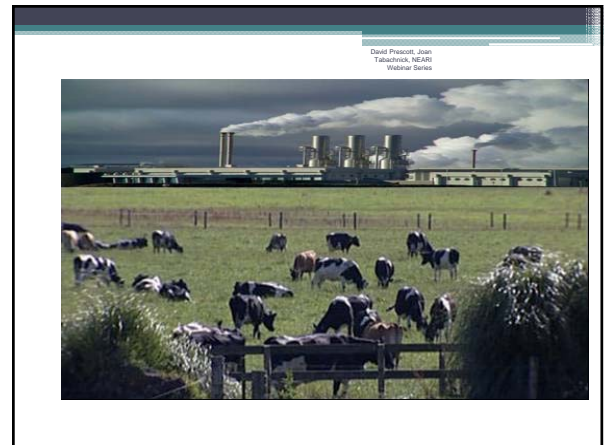 David Prescott, Joan
Tabachnick, NEARI
Webinar Series